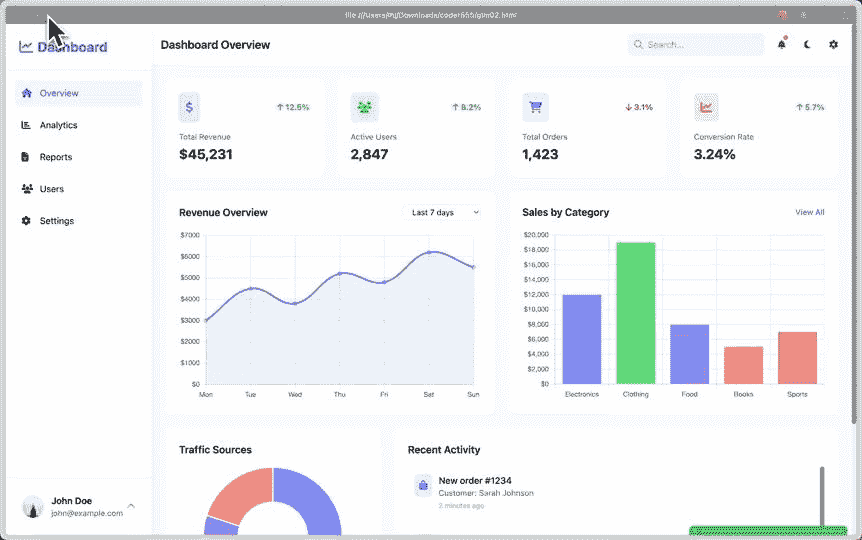 Dashboard
Dashboard Overview
Search...
Overview
Analytics
Reports
Users
Settings
John Doe
john@example.com
$
↑ 12.5%
Total Revenue
$45,231
↑ 8.2%
Active Users
2,847
↓ 3.1%
Total Orders
1,423
↑ 5.7%
Conversion Rate
3.24%
Revenue Overview
Last 7 days
$7000
$6000
$5000
$4000
$3000
$2000
$1000
$0
Mon
Tue
Wed
Thu
Fri
Sat
Sun
Sales by Category
View All
$20,000
$18,000
$16,000
$14,000
$12,000
$10,000
$8,000
$6,000
$4,000
$2,000
$0
Electronics
Clothing
Food
Books
Sports
Traffic Sources
Recent Activity
New order #1234
Customer: Sarah Johnson
2 minutes ago